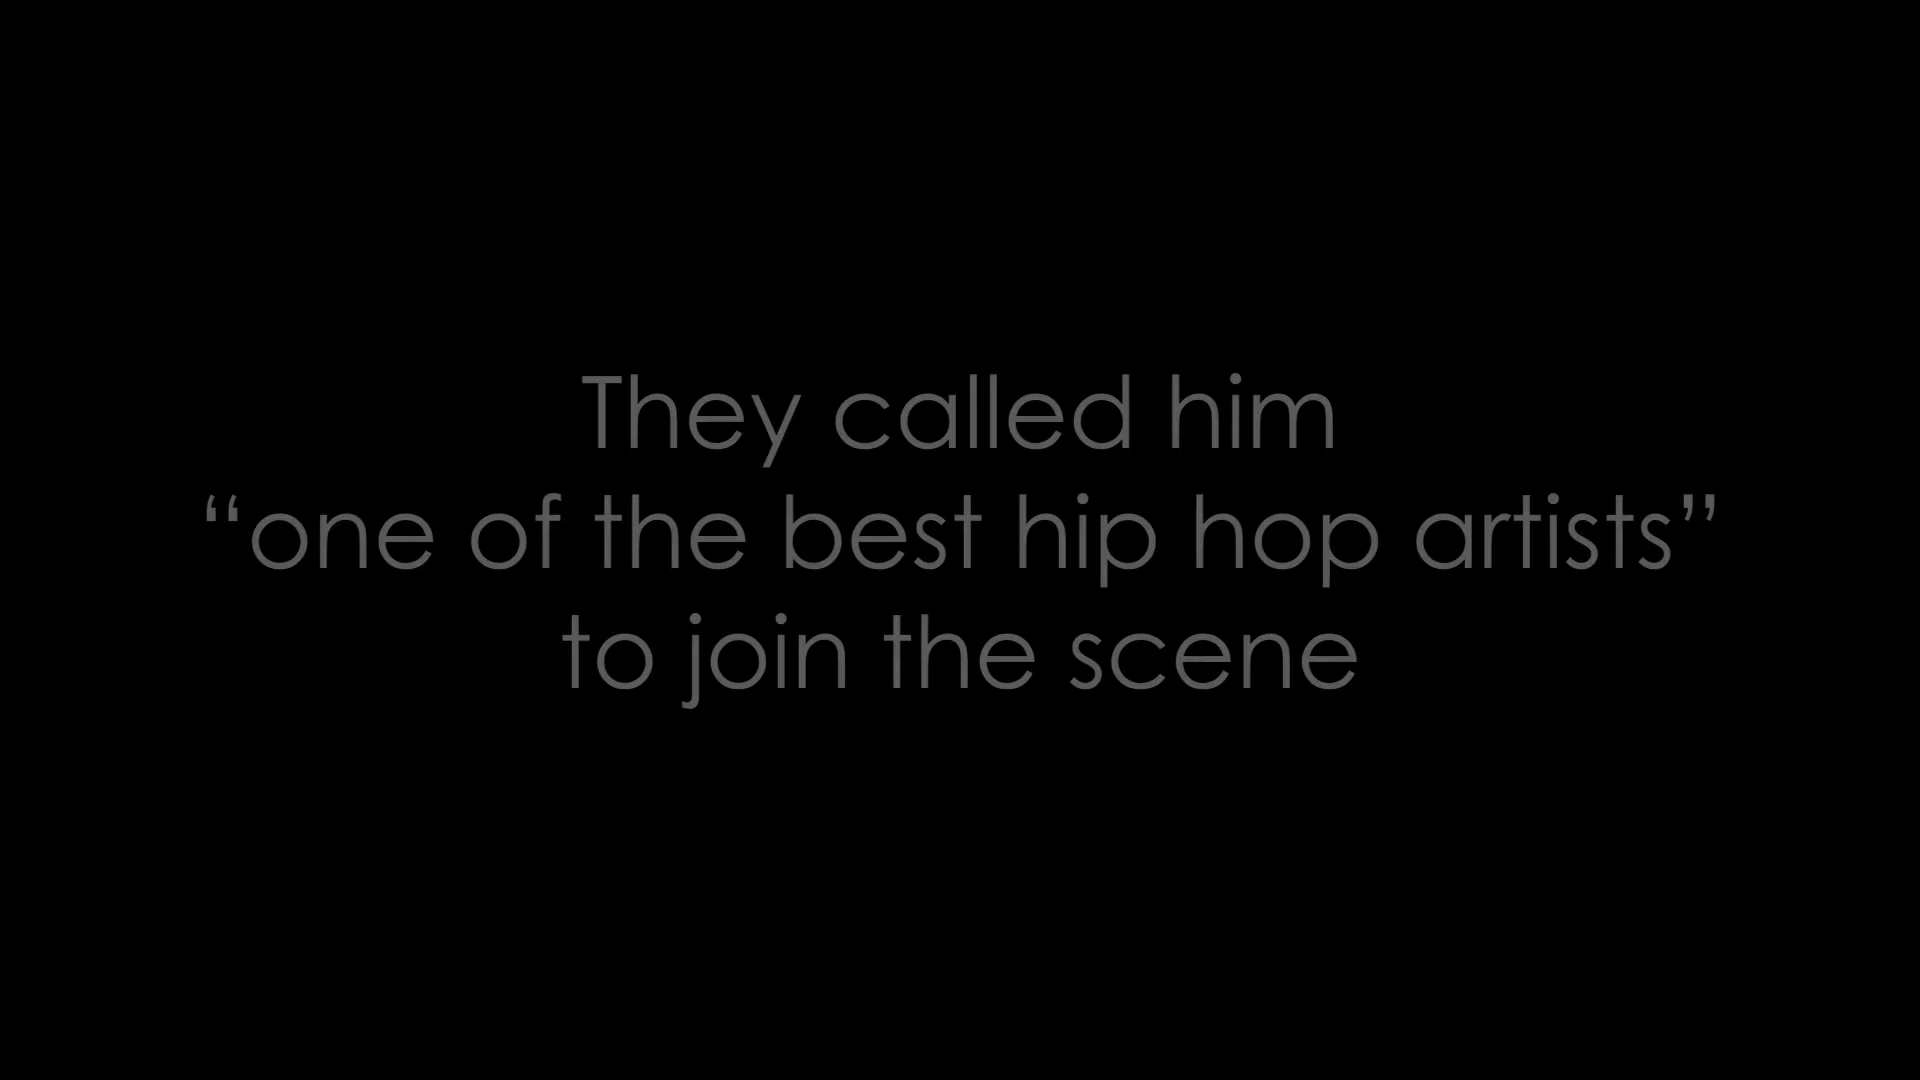 They called him
“one of the best hip hop artists”
to join the scene